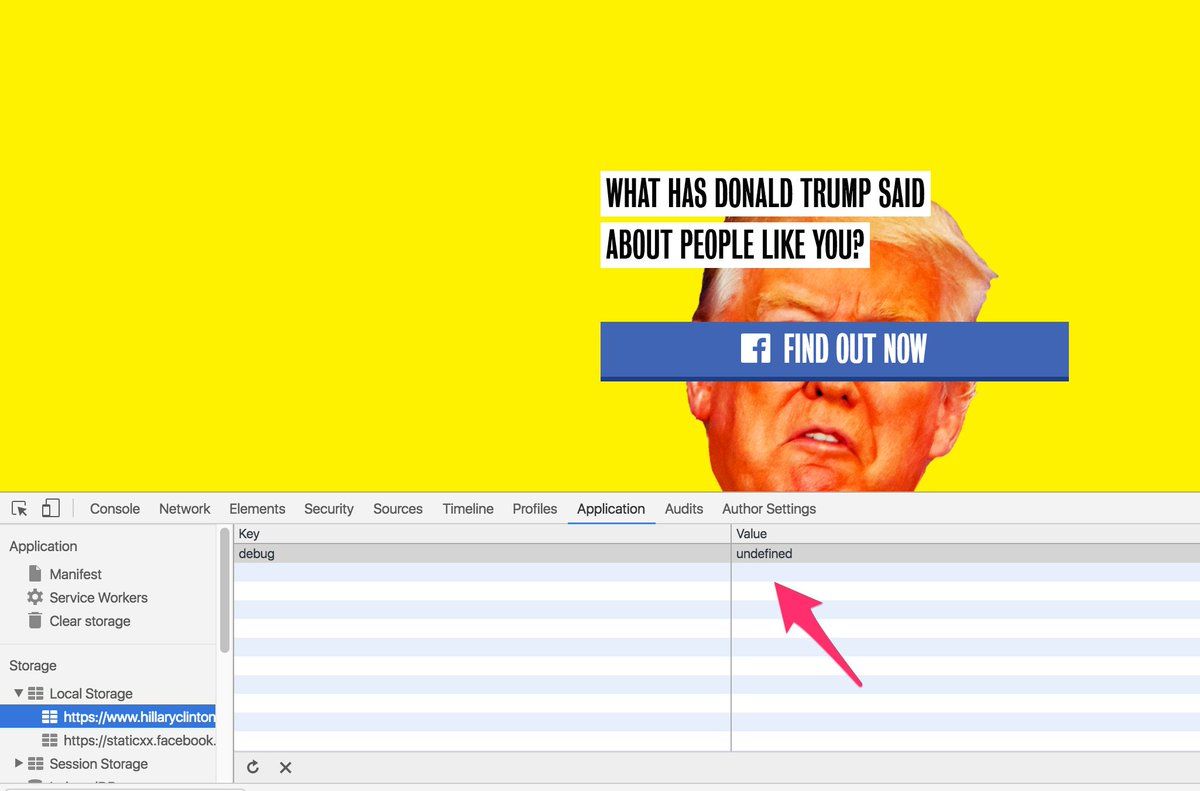 WHAT HAS DONALD TRUMP SAID
ABOUT PEOPLE LIKE YOU?
FIND OUT NOW
Console Network Elements Security Sources Timeline Profiles Application Audits Author Settings
Application
Manifest
Service Workers
Clear storage
Storage
Local Storage
https://www.hillaryclinton
https://staticxx.facebook.
Session Storage
Key Value
debug undefined